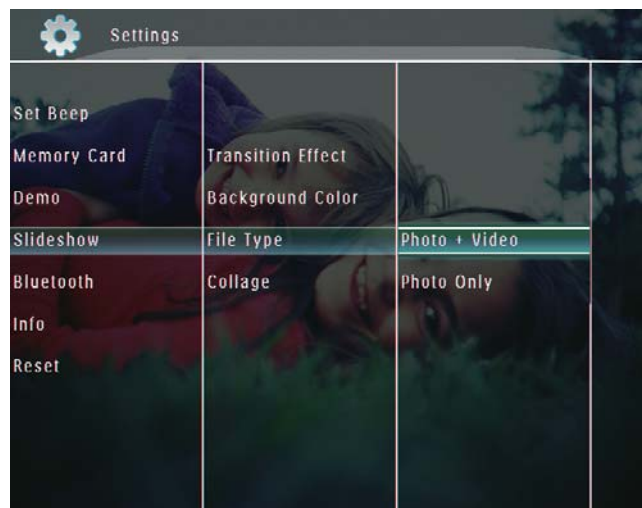 Settings
Set Beep
Memory Card
Demo
Slideshow
Bluetooth
Info
Reset
Transition Effect
Background Color
File Type
Collage
Photo + Video
Photo Only